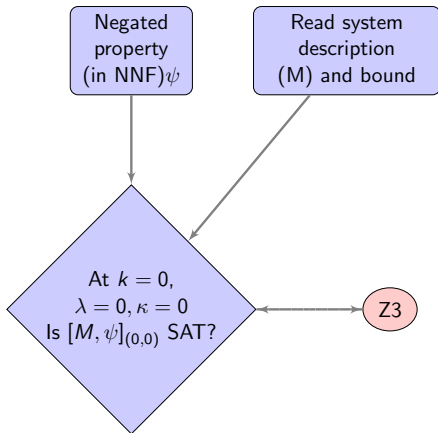 Negated
property
(in NNF)ψ
Read system
description
(M) and bound
At k = 0,
λ = 0, κ = 0
Is [M, ψ](0,0) SAT?
Z3